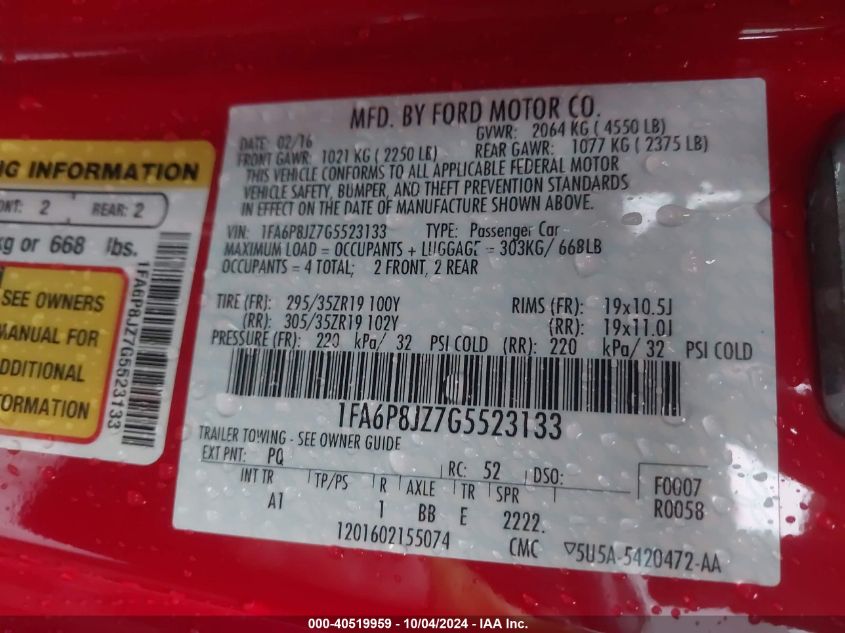 NG INFORMATION
ONT: 2 REAR: 2
kg or 668 lbs.
SEE OWNERS
MANUAL FOR
ADDITIONAL
FORMATION
1FA6P8JZ7G5523133
MFD. BY FORD MOTOR CO.
DATE: 02/16 GVWR: 2064 KG ( 4550 LB)
FRONT GAWR: 1021 KG ( 2250 LB) REAR GAWR: 1077 KG ( 2375 LB)
THIS VEHICLE CONFORMS TO ALL APPLICABLE FEDERAL MOTOR
VEHICLE SAFETY, BUMPER, AND THEFT PREVENTION STANDARDS
IN EFFECT ON THE DATE OF MANUFACTURE SHOWN ABOVE.
VIN: 1FA6P8JZ7G5523133 TYPE: Passenger Car
MAXIMUM LOAD = OCCUPANTS + LUGGAGE = 303KG/ 668LB
OCCUPANTS = 4 TOTAL; 2 FRONT, 2 REAR
TIRE (FR): 295/35ZR19 100Y RIMS (FR): 19x10.5J
(RR): 305/35ZR19 102Y (RR): 19x11.0J
PRESSURE (FR): 220 kPa/ 32 PSI COLD (RR): 220 kPa/ 32 PSI COLD
1FA6P8JZ7G5523133
TRAILER TOWING - SEE OWNER GUIDE
EXT PNT: PQ RC: 52 DSO: F0007
INT TR TP/PS R AXLE TR SPR R0058
A1 1 BB E 2222.
1201602155074 CMC ▽5U5A-5420472-AA
000-40519959 - 10/04/2024 - IAA Inc.